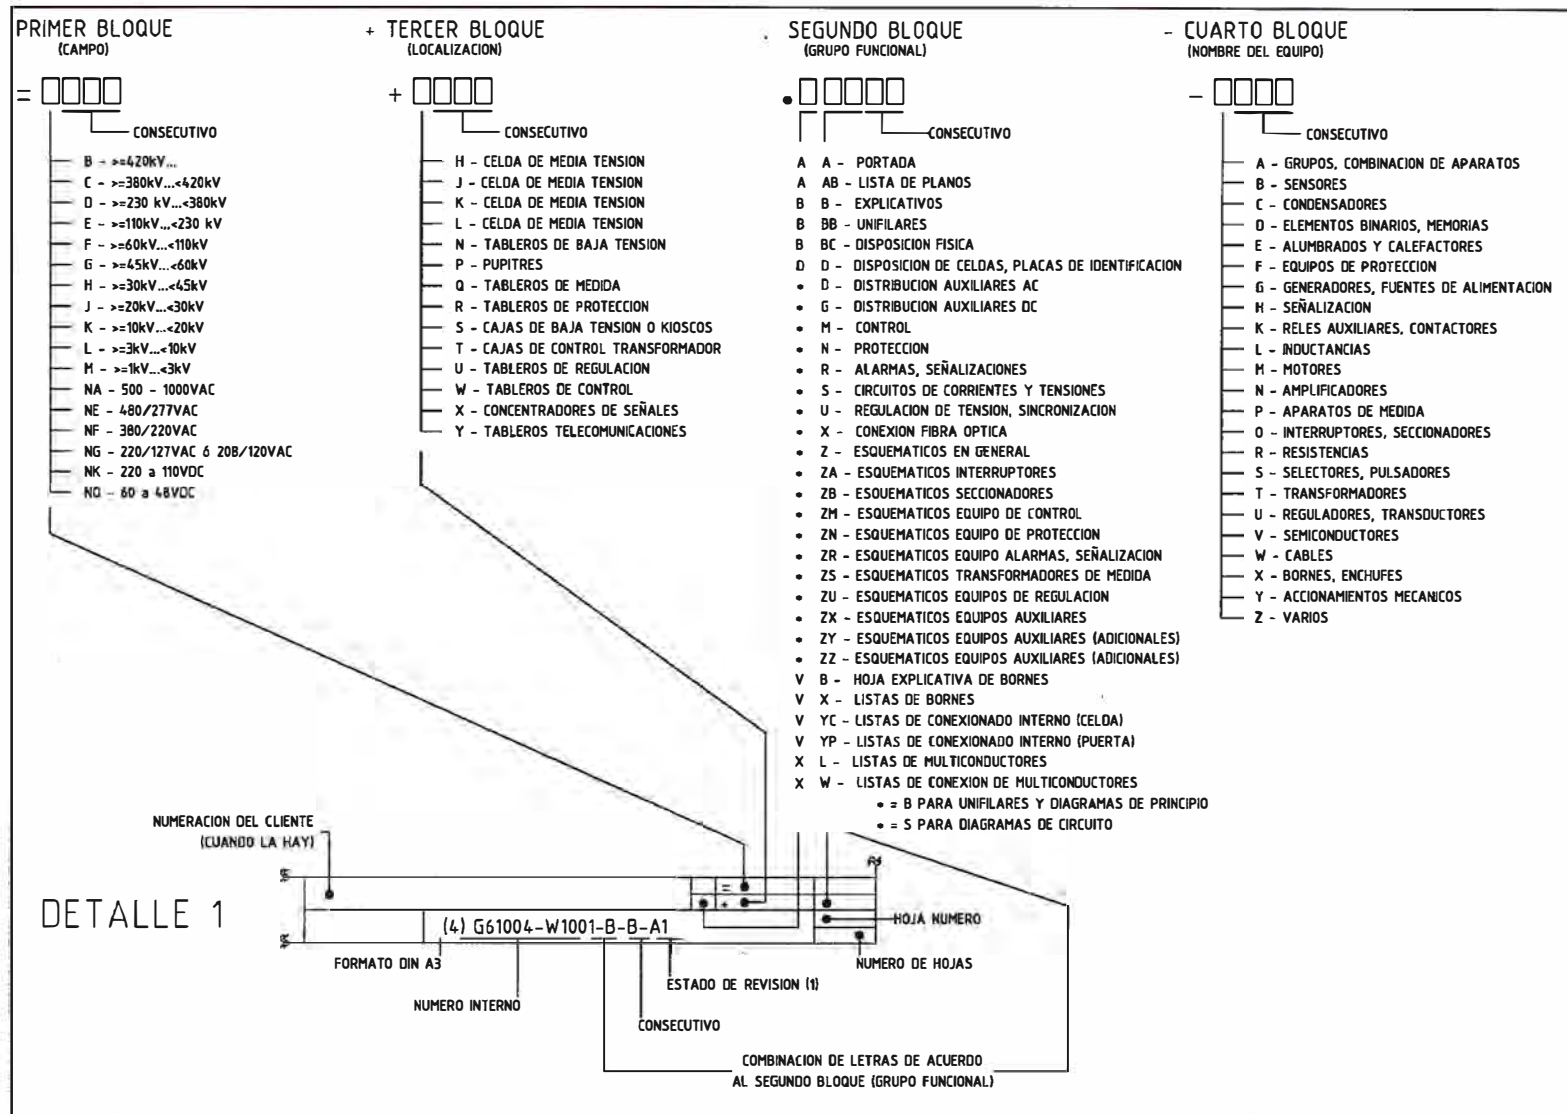 PRIMER BLOQUE
(CAMPO)
=
CONSECUTIVO
B - >=420kV...
C - >=380kV...<420kV
D - >=230 kV...<380kV
E - >=110kV...<230 kV
F - >=60kV...<110kV
G - >=45kV...<60kV
H - >=30kV...<45kV
J - >=20kV...<30kV
K - >=10kV...<20kV
L - >=3kV...<10kV
M - >=1kV...<3kV
NA - 500 - 1000VAC
NE - 480/277VAC
NF - 380/220VAC
NG - 220/127VAC ó 208/120VAC
NK - 220 a 110VDC
NQ - 60 a 48VDC
+ TERCER BLOQUE
(LOCALIZACION)
+
CONSECUTIVO
H - CELDA DE MEDIA TENSION
J - CELDA DE MEDIA TENSION
K - CELDA DE MEDIA TENSION
L - CELDA DE MEDIA TENSION
N - TABLEROS DE BAJA TENSION
P - PUPITRES
Q - TABLEROS DE MEDIDA
R - TABLEROS DE PROTECCION
S - CAJAS DE BAJA TENSION O KIOSCOS
T - CAJAS DE CONTROL TRANSFORMADOR
U - TABLEROS DE REGULACION
W - TABLEROS DE CONTROL
X - CONCENTRADORES DE SEÑALES
Y - TABLEROS TELECOMUNICACIONES
. SEGUNDO BLOQUE
(GRUPO FUNCIONAL)
•
CONSECUTIVO
A A - PORTADA
A AB - LISTA DE PLANOS
B B - EXPLICATIVOS
B BB - UNIFILARES
B BC - DISPOSICION FISICA
D D - DISPOSICION DE CELDAS, PLACAS DE IDENTIFICACION
• D - DISTRIBUCION AUXILIARES AC
• G - DISTRIBUCION AUXILIARES DC
• M - CONTROL
• N - PROTECCION
• R - ALARMAS, SEÑALIZACIONES
• S - CIRCUITOS DE CORRIENTES Y TENSIONES
• U - REGULACION DE TENSION, SINCRONIZACION
• X - CONEXION FIBRA OPTICA
• Z - ESQUEMATICOS EN GENERAL
• ZA - ESQUEMATICOS INTERRUPTORES
• ZB - ESQUEMATICOS SECCIONADORES
• ZM - ESQUEMATICOS EQUIPO DE CONTROL
• ZN - ESQUEMATICOS EQUIPO DE PROTECCION
• ZR - ESQUEMATICOS EQUIPO ALARMAS, SEÑALIZACION
• ZS - ESQUEMATICOS TRANSFORMADORES DE MEDIDA
• ZU - ESQUEMATICOS EQUIPOS DE REGULACION
• ZX - ESQUEMATICOS EQUIPOS AUXILIARES
• ZY - ESQUEMATICOS EQUIPOS AUXILIARES (ADICIONALES)
• ZZ - ESQUEMATICOS EQUIPOS AUXILIARES (ADICIONALES)
V B - HOJA EXPLICATIVA DE BORNES
V X - LISTAS DE BORNES
V YC - LISTAS DE CONEXIONADO INTERNO (CELDA)
V YP - LISTAS DE CONEXIONADO INTERNO (PUERTA)
X L - LISTAS DE MULTICONDUCTORES
X W - LISTAS DE CONEXION DE MULTICONDUCTORES
• = B PARA UNIFILARES Y DIAGRAMAS DE PRINCIPIO
• = S PARA DIAGRAMAS DE CIRCUITO
- CUARTO BLOQUE
(NOMBRE DEL EQUIPO)
-
CONSECUTIVO
A - GRUPOS, COMBINACION DE APARATOS
B - SENSORES
C - CONDENSADORES
D - ELEMENTOS BINARIOS, MEMORIAS
E - ALUMBRADOS Y CALEFACTORES
F - EQUIPOS DE PROTECCION
G - GENERADORES, FUENTES DE ALIMENTACION
H - SEÑALIZACION
K - RELES AUXILIARES, CONTACTORES
L - INDUCTANCIAS
M - MOTORES
N - AMPLIFICADORES
P - APARATOS DE MEDIDA
Q - INTERRUPTORES, SECCIONADORES
R - RESISTENCIAS
S - SELECTORES, PULSADORES
T - TRANSFORMADORES
U - REGULADORES, TRANSDUCTORES
V - SEMICONDUCTORES
W - CABLES
X - BORNES, ENCHUFES
Y - ACCIONAMIENTOS MECANICOS
Z - VARIOS
NUMERACION DEL CLIENTE
(CUANDO LA HAY)
DETALLE 1
=
+
(4) G61004-W1001-B-B-A1
HOJA NUMERO
FORMATO DIN A3
NUMERO DE HOJAS
ESTADO DE REVISION (1)
NUMERO INTERNO
CONSECUTIVO
COMBINACION DE LETRAS DE ACUERDO
AL SEGUNDO BLOQUE (GRUPO FUNCIONAL)